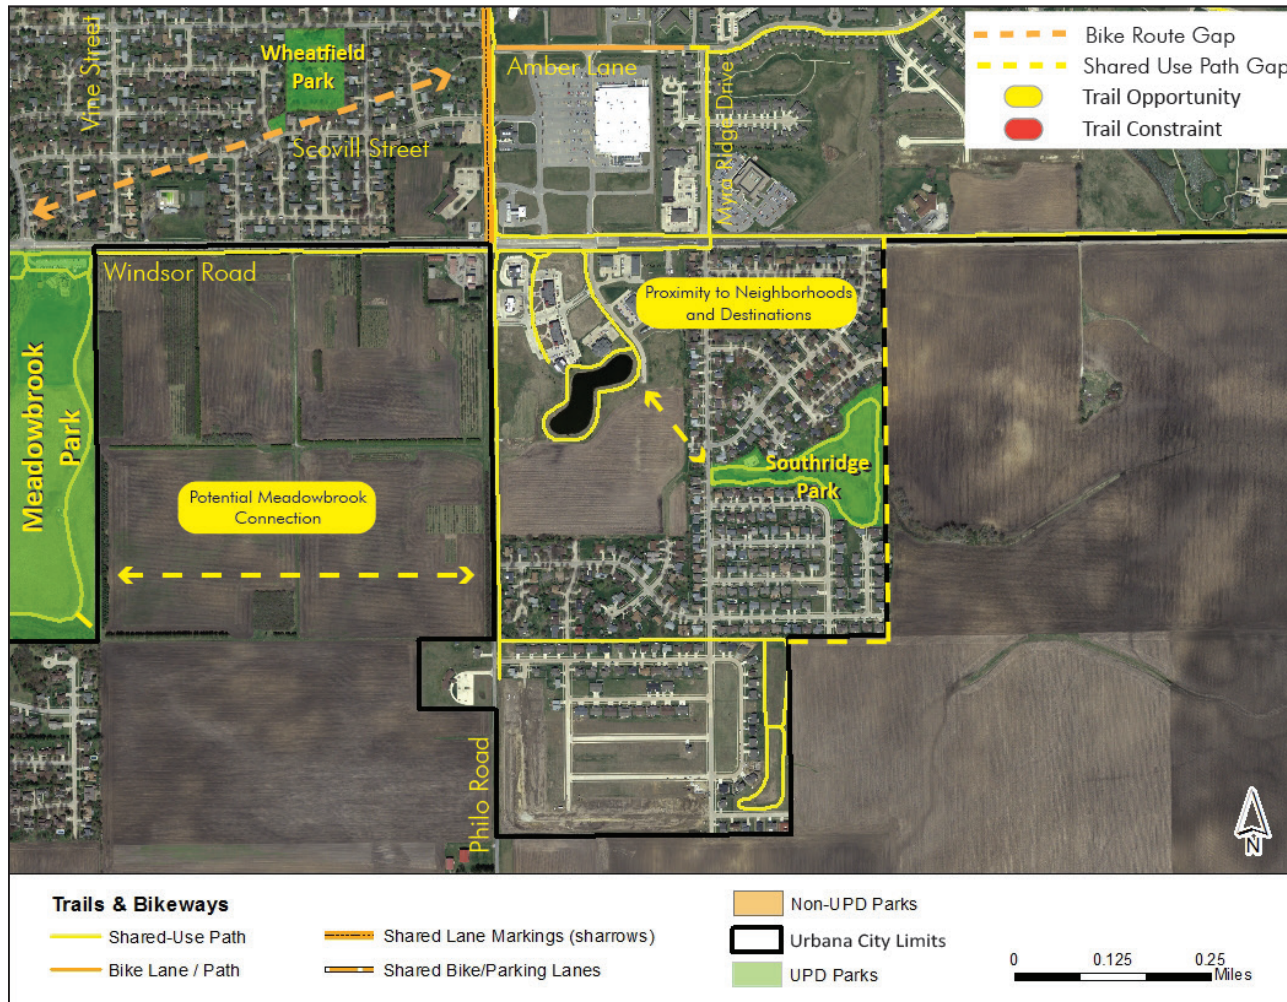 Bike Route Gap
Shared Use Path Gap
Trail Opportunity
Trail Constraint
Vine Street
Wheatfield
Park
Scovill Street
Amber Lane
Myra Ridge Drive
Windsor Road
Proximity to Neighborhoods
and Destinations
Meadowbrook
Park
Potential Meadowbrook
Connection
Southridge
Park
Philo Road
N
Trails & Bikeways
Shared-Use Path
Bike Lane / Path
Shared Lane Markings (sharrows)
Shared Bike/Parking Lanes
Non-UPD Parks
Urbana City Limits
UPD Parks
0 0.125 0.25
Miles